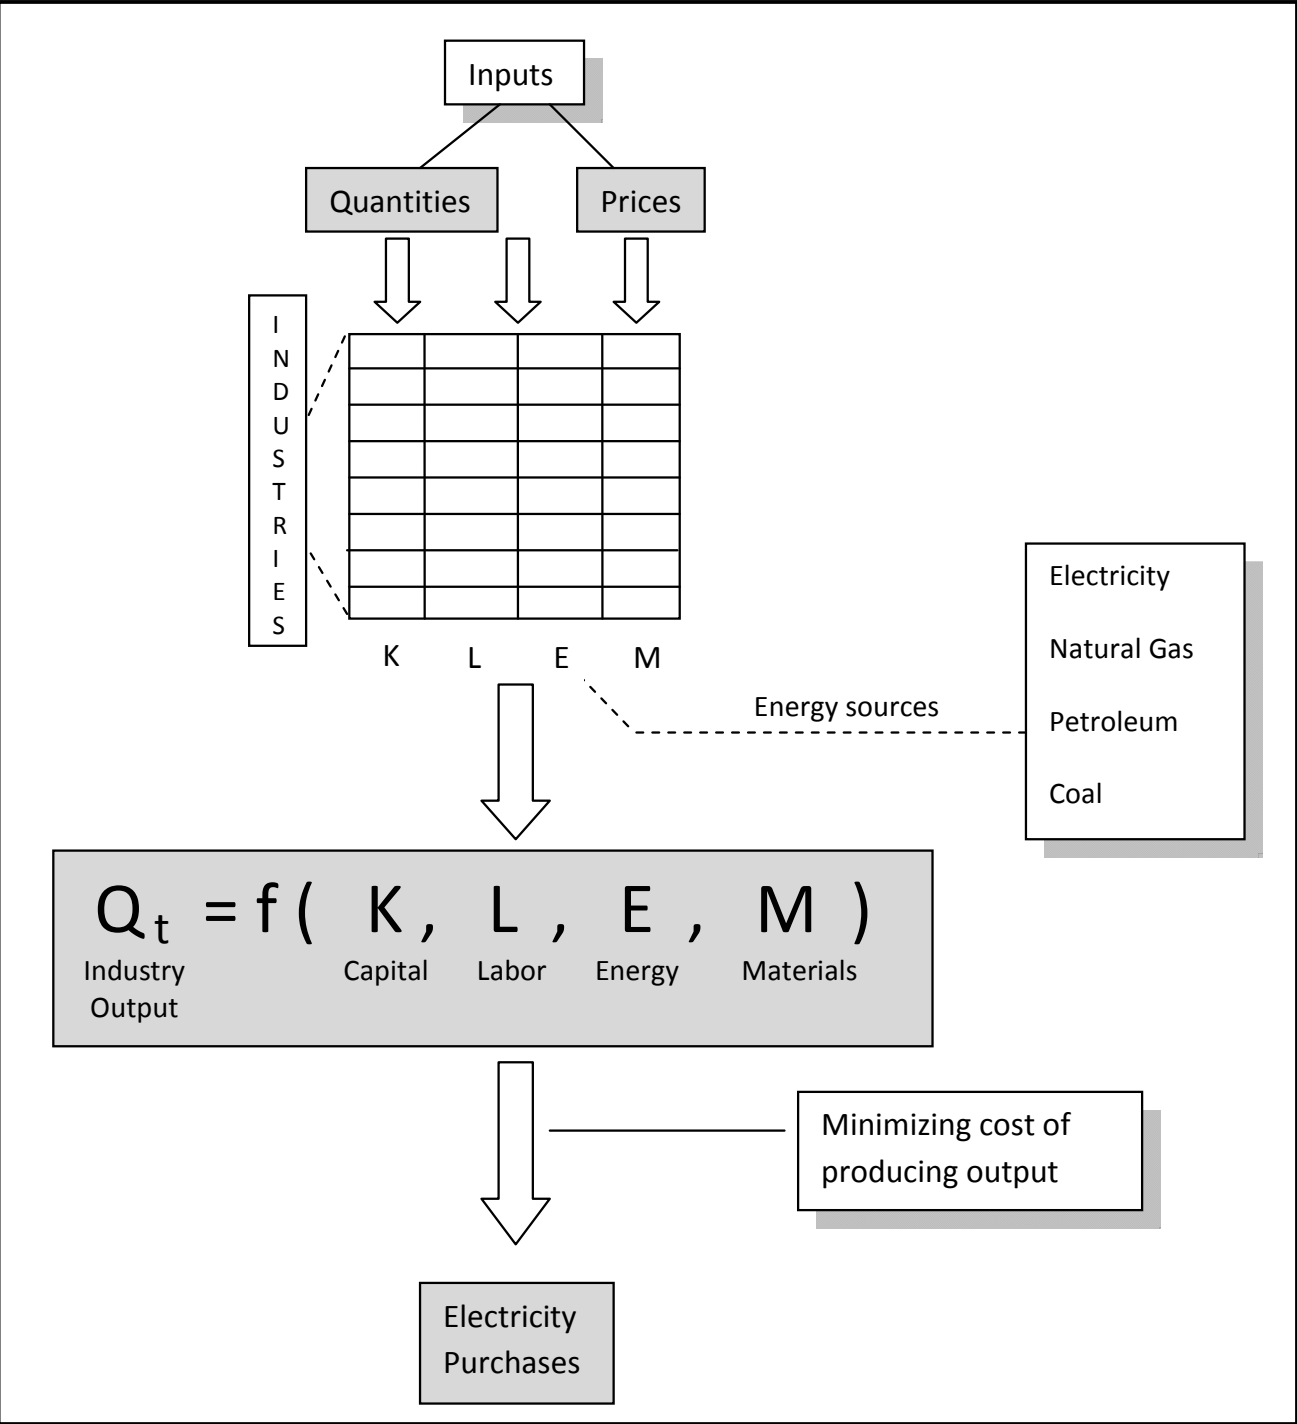 Inputs
Quantities
Prices
I
N
D
U
S
T
R
I
E
S
K L E M
Energy sources
Electricity
Natural Gas
Petroleum
Coal
Qt = f ( K, L , E , M )
Industry
Output
Capital
Labor
Energy
Materials
Minimizing cost of
producing output
Electricity
Purchases